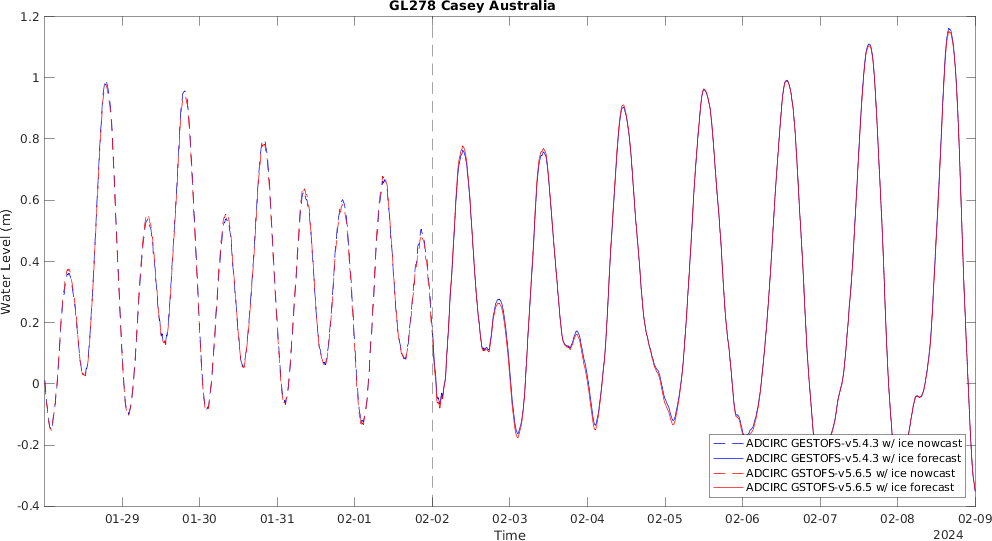 GL278 Casey Australia
1.2
1
0.8
0.6
0.4
0.2
0
-0.2
-0.4
Water Level (m)
ADCIRC GESTOFS-v5.4.3 w/ ice nowcast
ADCIRC GESTOFS-v5.4.3 w/ ice forecast
ADCIRC GSTOFS-v5.6.5 w/ ice nowcast
ADCIRC GSTOFS-v5.6.5 w/ ice forecast
01-29 01-30 01-31 02-01 02-02 02-03 02-04 02-05 02-06 02-07 02-08 02-09
Time
2024